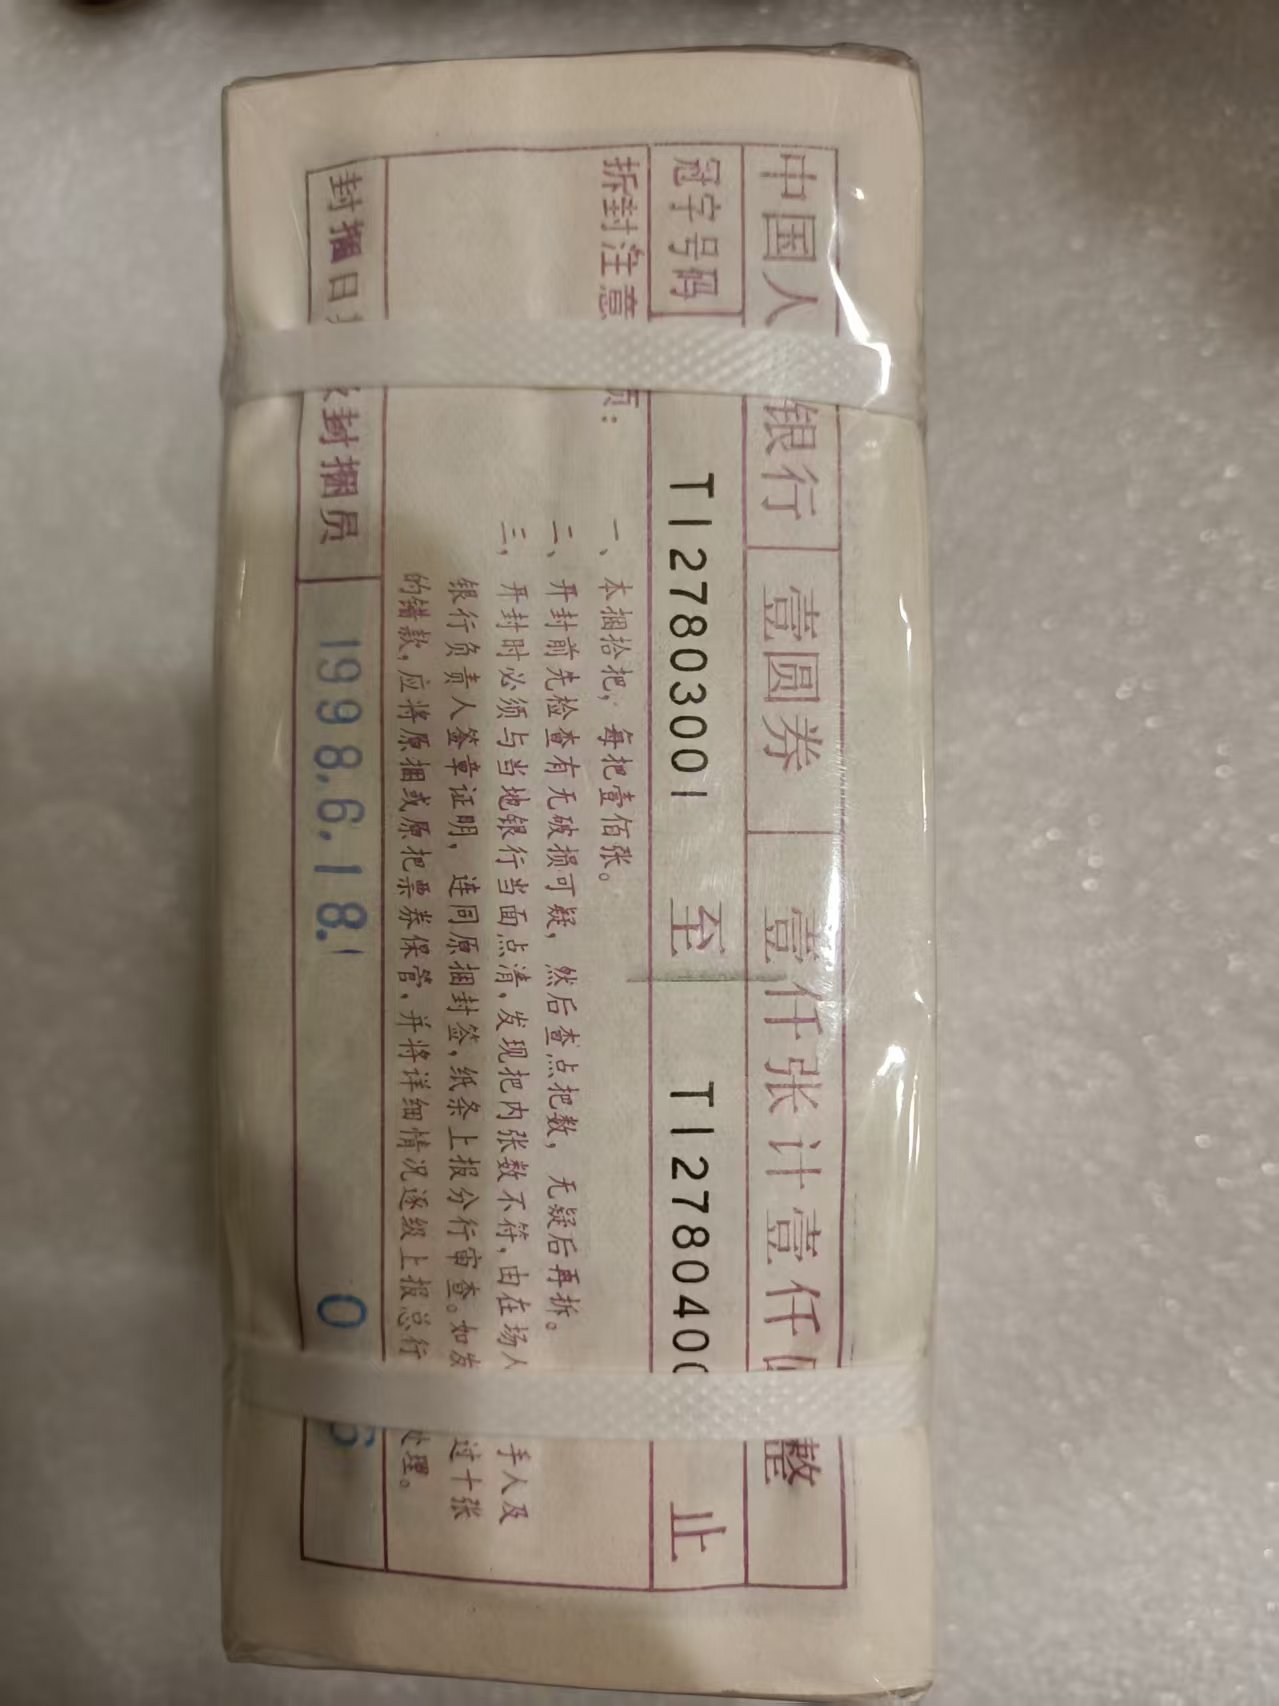 中国人 银行 壹圆券 壹仟张计壹仟 整
冠字号码 TI27803001 至 TI2780400 止
拆封注意 项：
一、本捆拾把，每把壹佰张。
二、开封前先检查有无破损可疑，然后查点把数，无疑后再拆。
三，开封时必须与当地银行当面点清，发现把内张数不符，由在场人 手人及
银行负责人签章证明，连同原捆封签，纸条上报分行审查。如发 过十张
的错款，应将原捆或原把票券保管，并将详细情况逐级上报总行 处理。
封捆日 封捆员 1998.6.18. 0 6